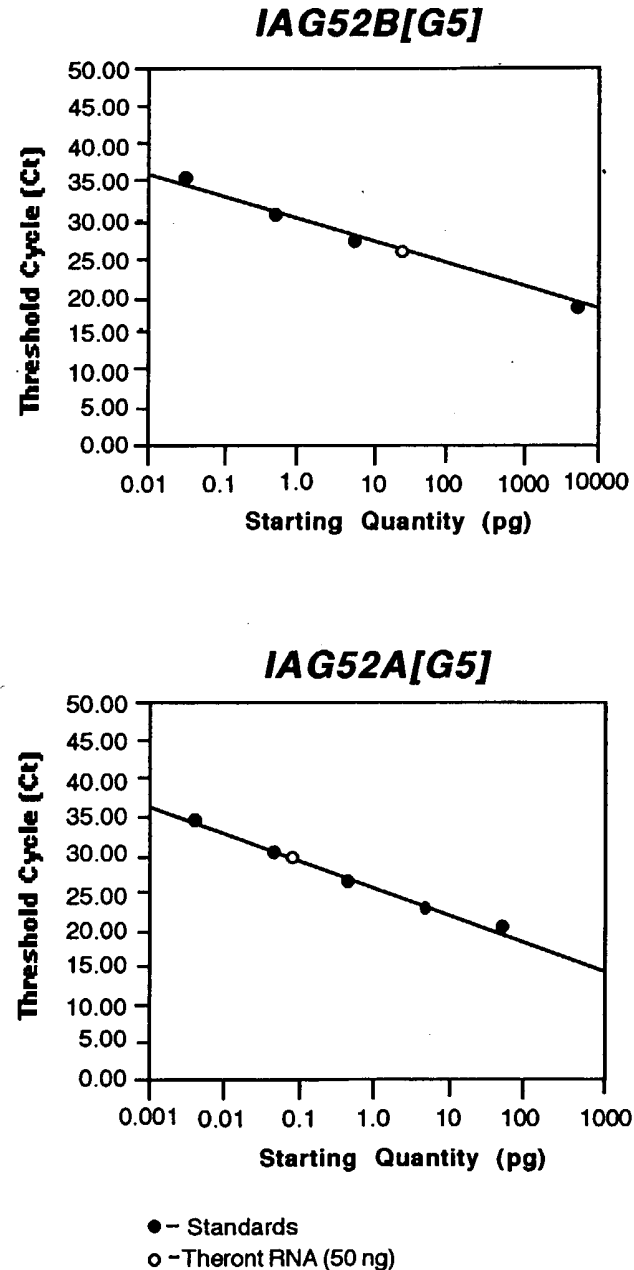 IAG52B[G5]
Threshold Cycle (Ct)
50.00
45.00
40.00
35.00
30.00
25.00
20.00
15.00
10.00
5.00
0.00
0.01 0.1 1.0 10 100 1000 10000
Starting Quantity (pg)
IAG52A[G5]
Threshold Cycle (Ct)
50.00
45.00
40.00
35.00
30.00
25.00
20.00
15.00
10.00
5.00
0.00
0.001 0.01 0.1 1.0 10 100 1000
Starting Quantity (pg)
●- Standards
○-Theront RNA (50 ng)